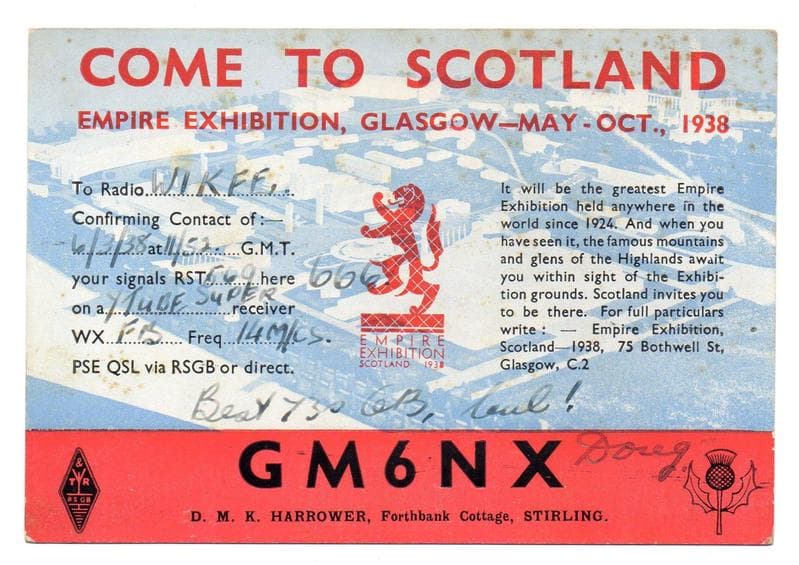 COME TO SCOTLAND
EMPIRE EXHIBITION, GLASGOW—MAY - OCT., 1938
To Radio W1KFE.
Confirming Contact of :—
6/3/38 at 11/52 G.M.T.
your signals RST 569 here 666.
on a 7 TUBE SUPER receiver
WX FB Freq. 14 M/cs.
PSE QSL via RSGB or direct.
EMPIRE
EXHIBITION
SCOTLAND 1938
It will be the greatest Empire
Exhibition held anywhere in the
world since 1924. And when you
have seen it, the famous mountains
and glens of the Highlands await
you within sight of the Exhibi-
tion grounds. Scotland invites you
to be there. For full particulars
write : — Empire Exhibition,
Scotland—1938, 75 Bothwell St,
Glasgow, C.2
Best 73s OB,
GM6NX Doug.
&
T R
RSGB
D. M. K. HARROWER, Forthbank Cottage, STIRLING.